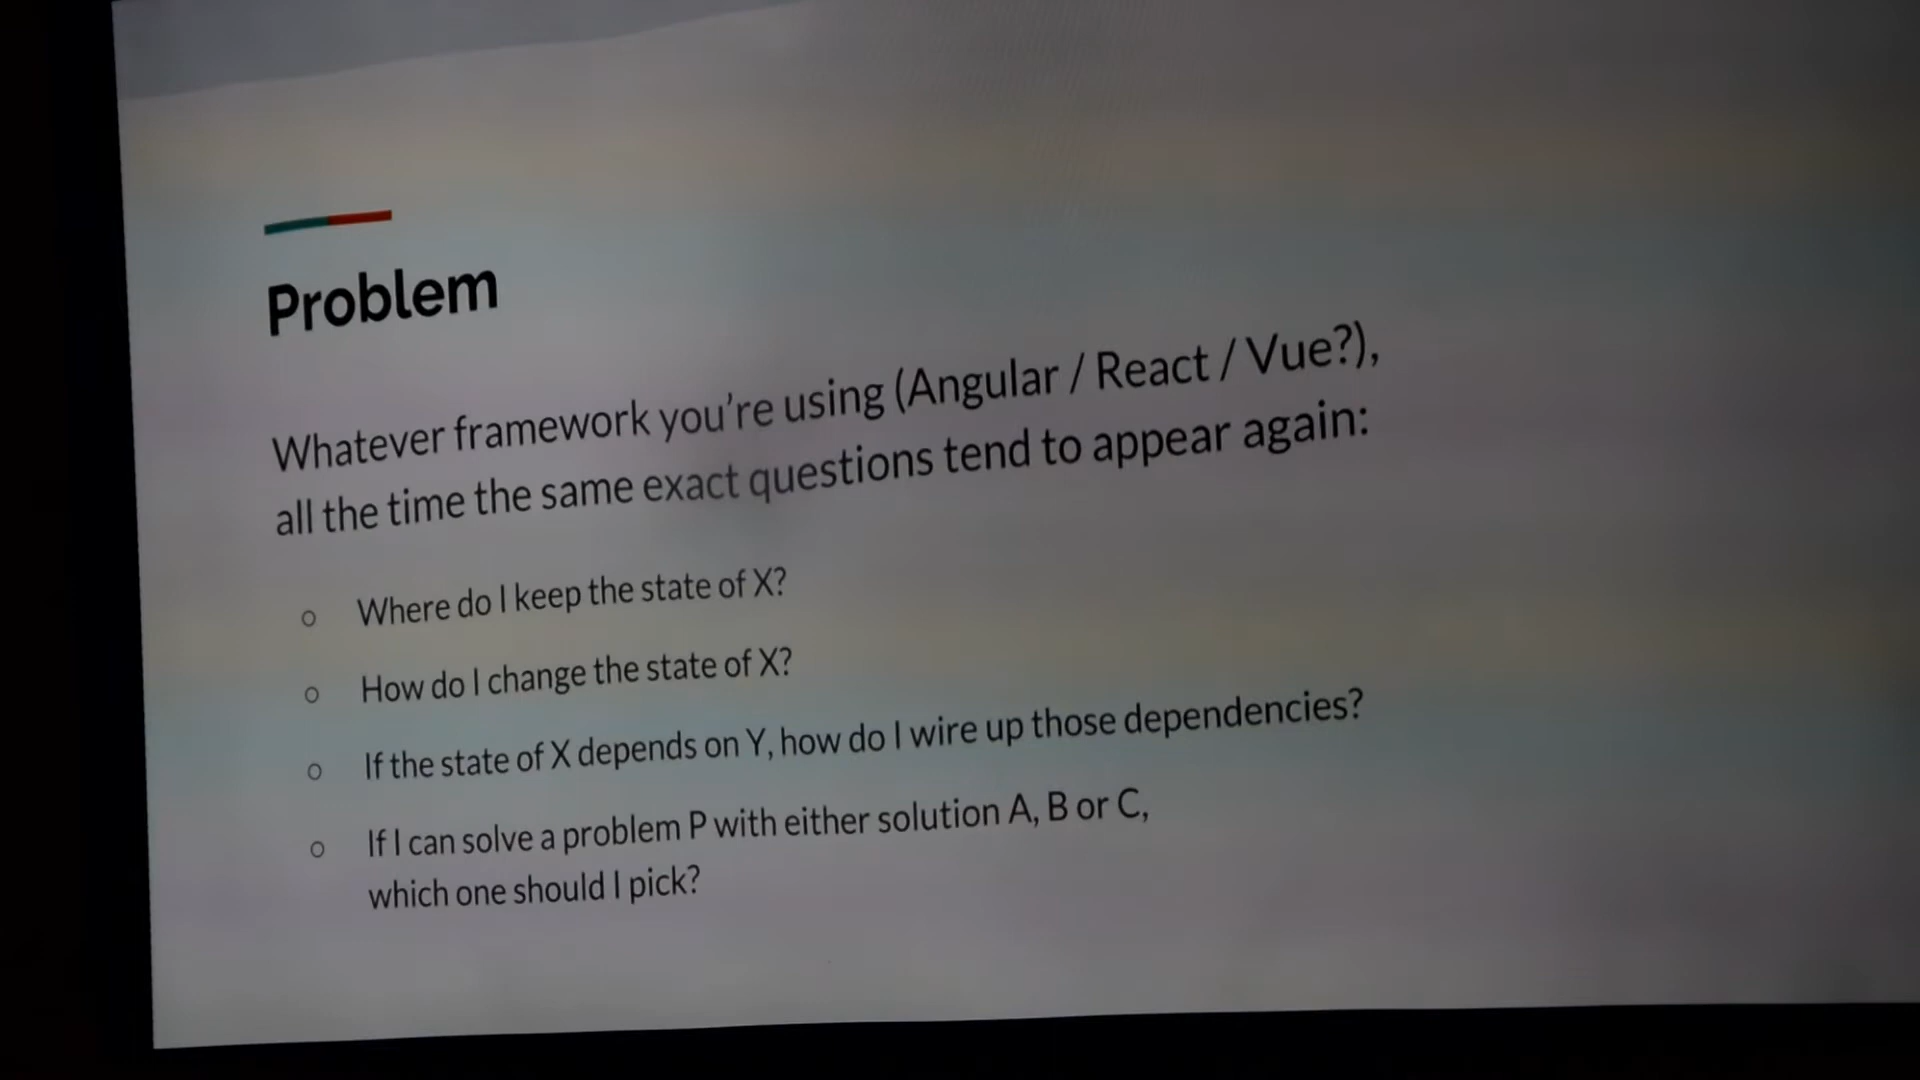 Problem
Whatever framework you're using (Angular / React / Vue?),
all the time the same exact questions tend to appear again:
o Where do I keep the state of X?
o How do I change the state of X?
o If the state of X depends on Y, how do I wire up those dependencies?
o If I can solve a problem P with either solution A, B or C,
which one should I pick?